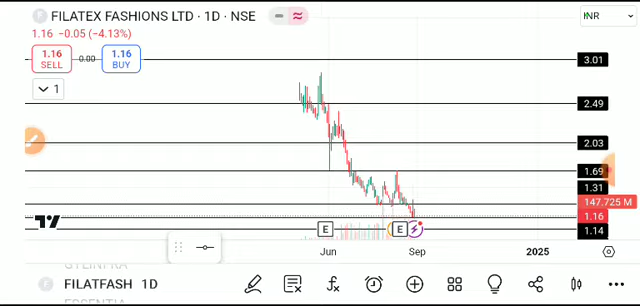 FILATEX FASHIONS LTD · 1D · NSE
INR
1.16 −0.05 (−4.13%)
1.16 SELL
0.00
1.16 BUY
1
3.01
2.49
2.03
1.69
1.31
147.725 M
1.16
1.14
E
E
Jun
Sep
2025
FILATFASH 1D